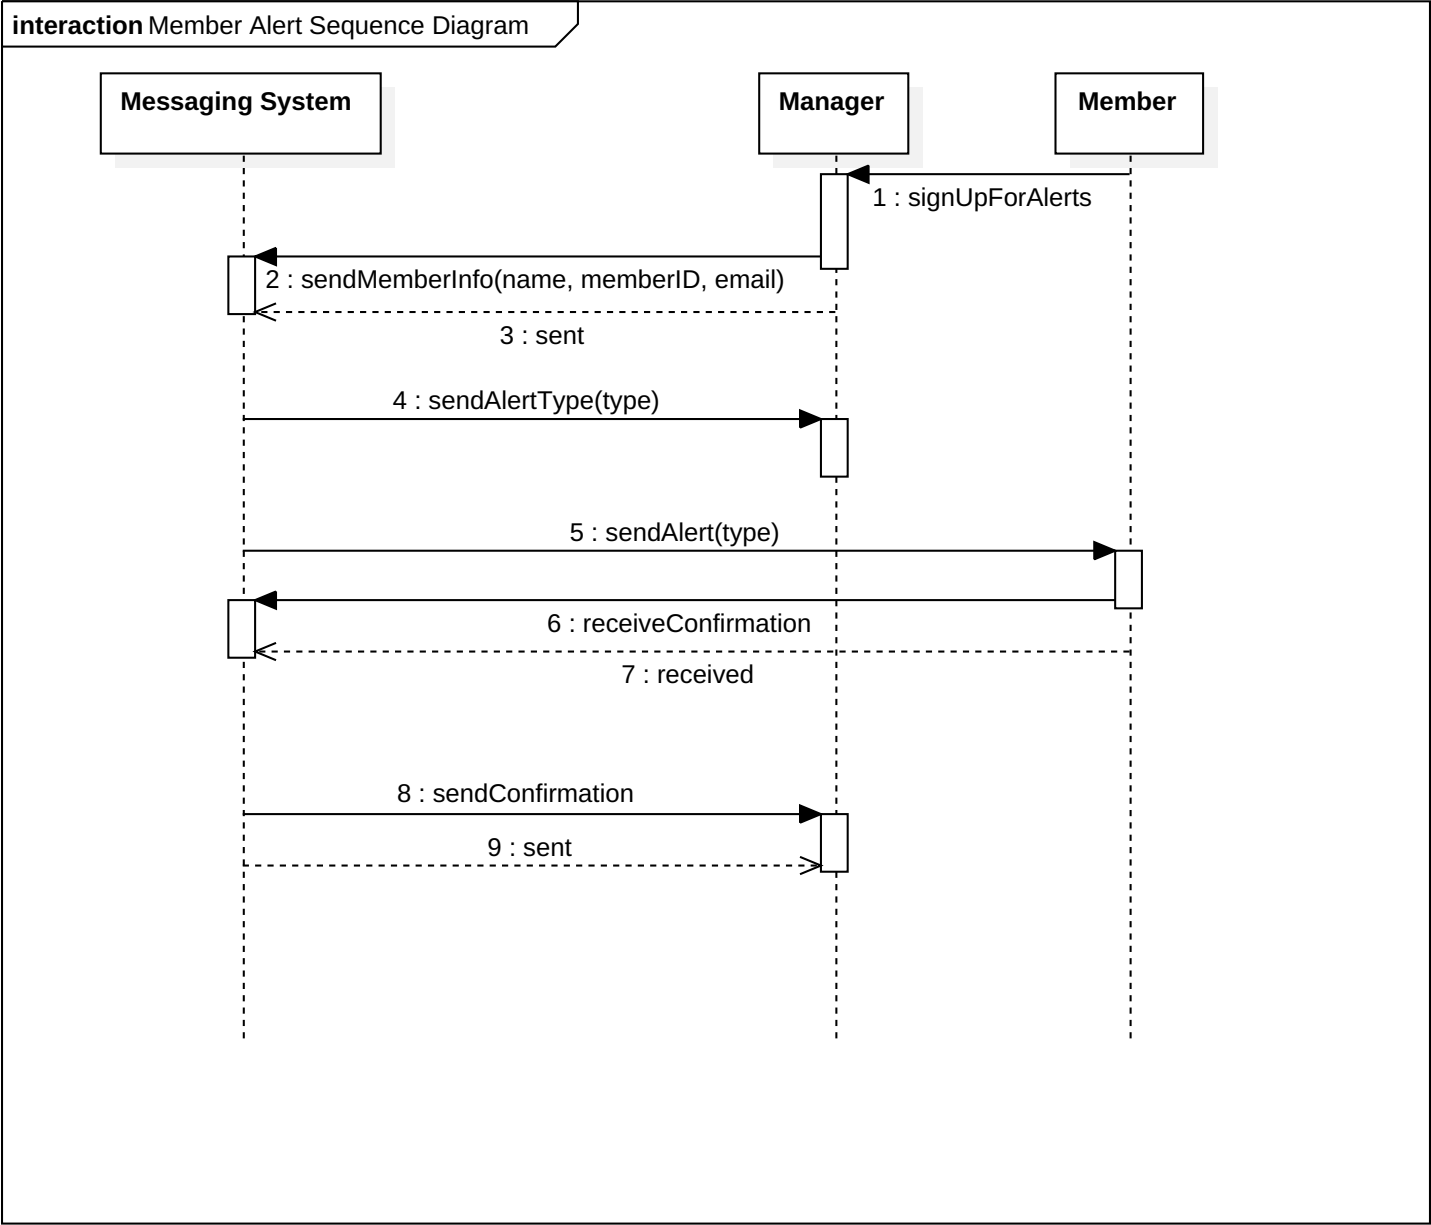 interaction Member Alert Sequence Diagram
Messaging System
Manager
Member
1 : signUpForAlerts
2 : sendMemberInfo(name, memberID, email)
3 : sent
4 : sendAlertType(type)
5 : sendAlert(type)
6 : receiveConfirmation
7 : received
8 : sendConfirmation
9 : sent